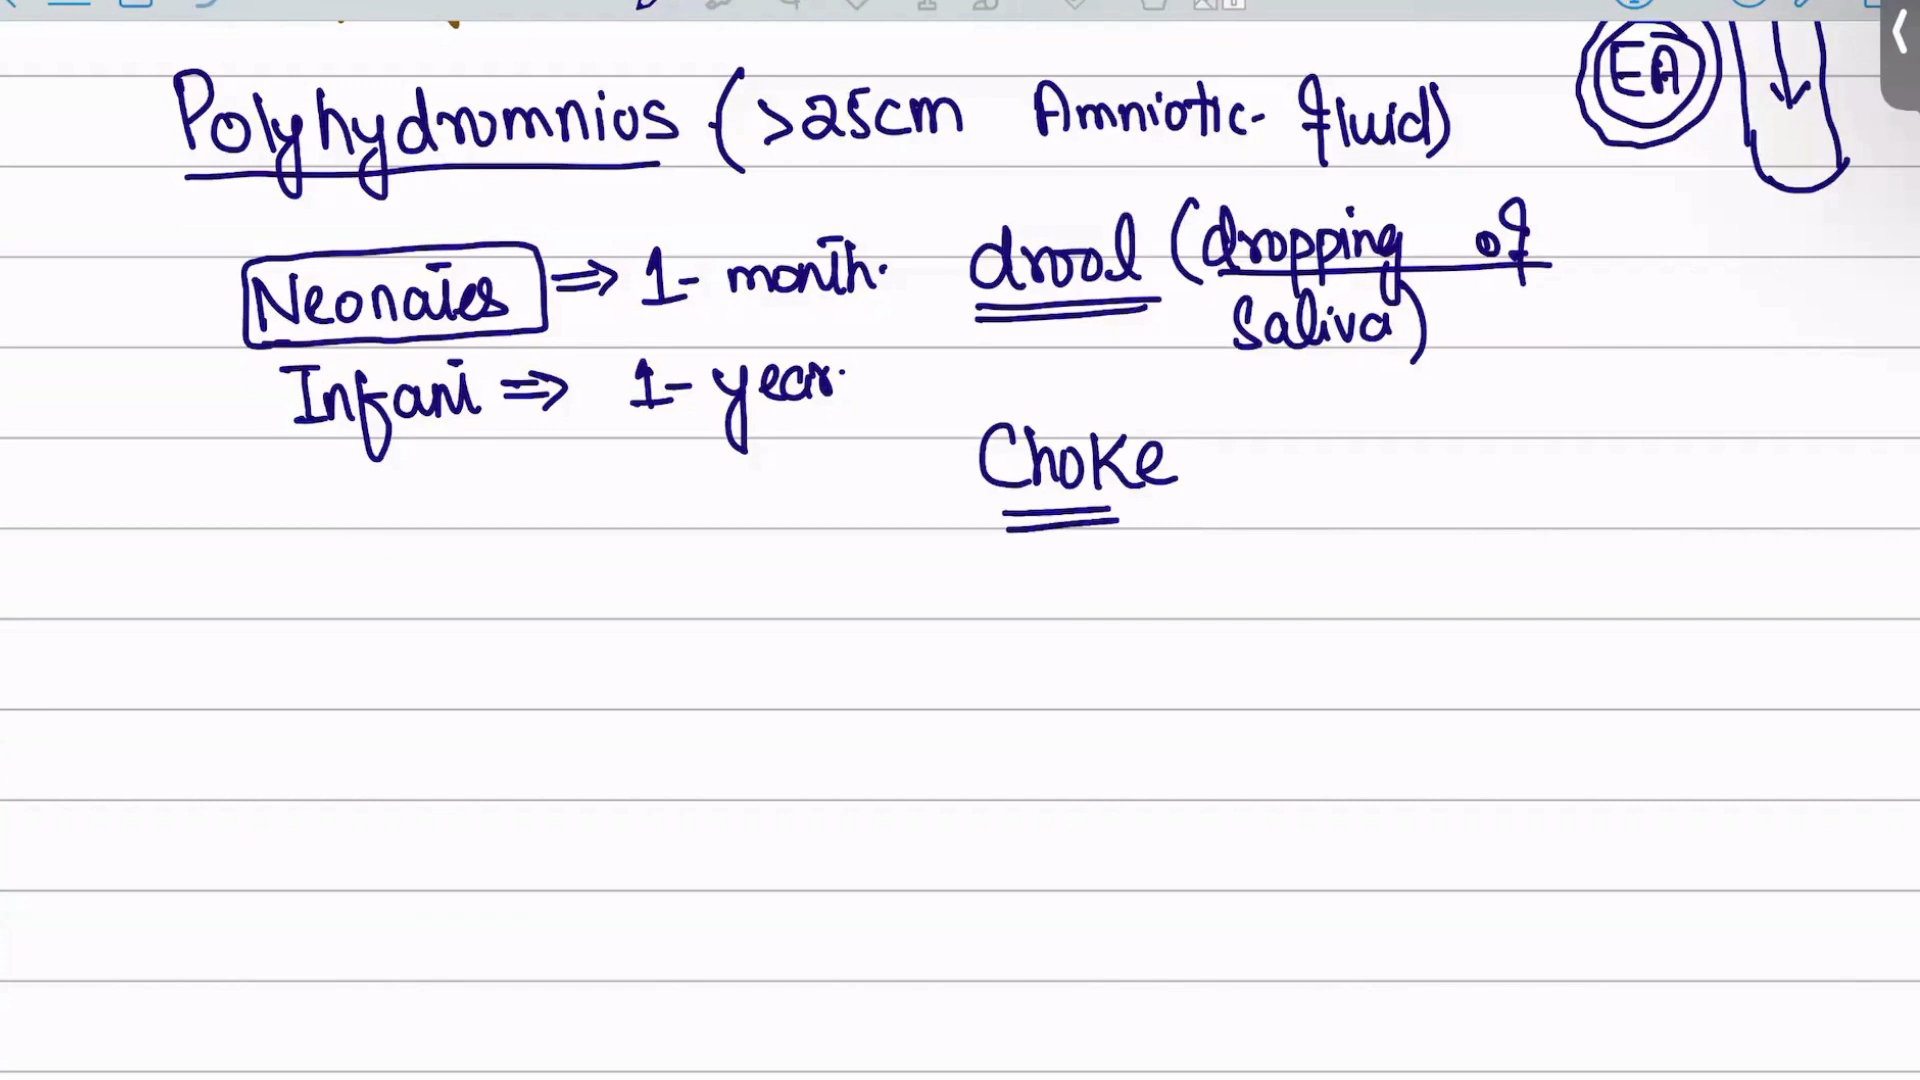 Polyhydromnios (>25cm Amniotic- fluid)
EA
Neonates ⇒ 1- month. drool (dropping of
saliva)
Infant ⇒ 1- year.
Choke